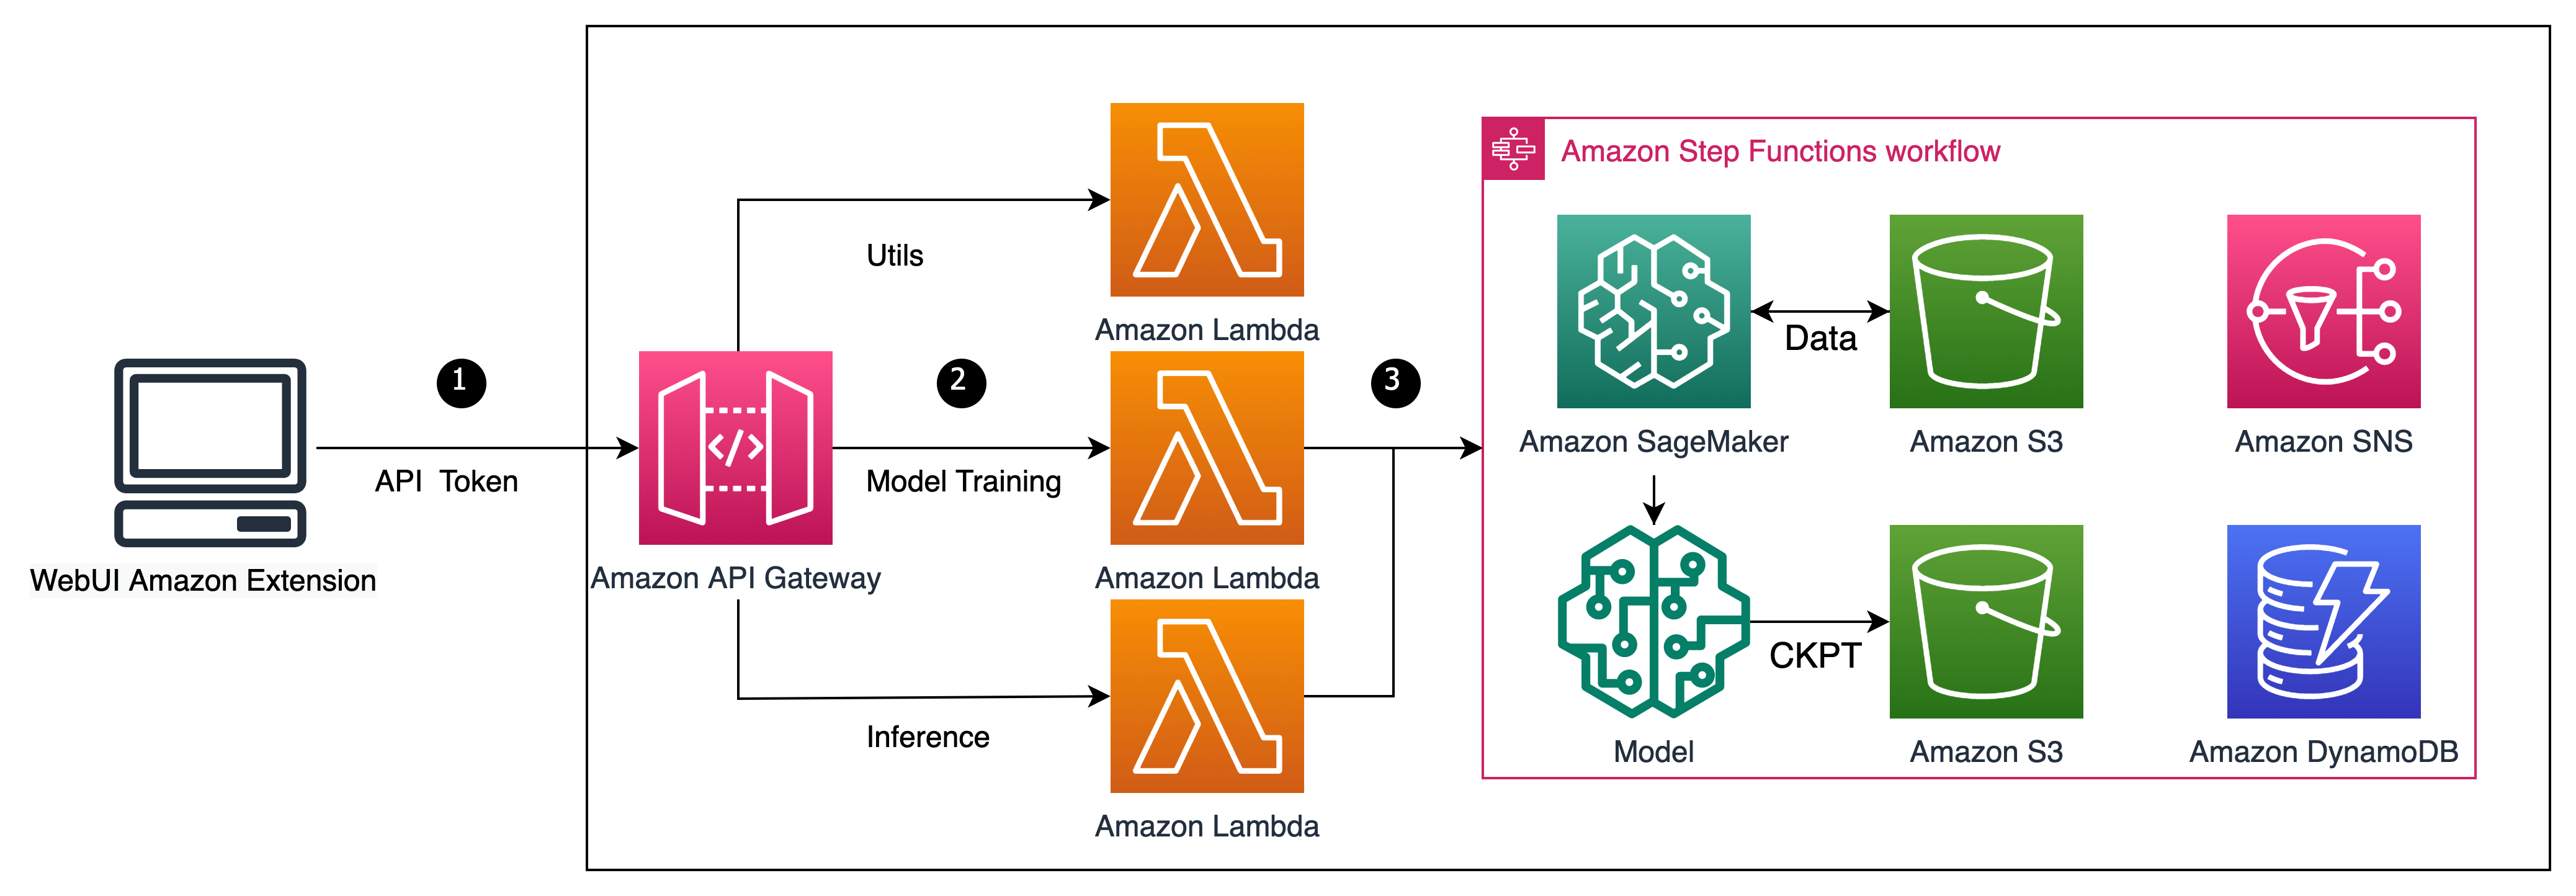 Amazon Step Functions workflow
Utils
Amazon Lambda
Data
1
2
3
Amazon SageMaker
Amazon S3
Amazon SNS
API Token
Model Training
WebUI Amazon Extension
Amazon API Gateway
Amazon Lambda
CKPT
Inference
Model
Amazon S3
Amazon DynamoDB
Amazon Lambda